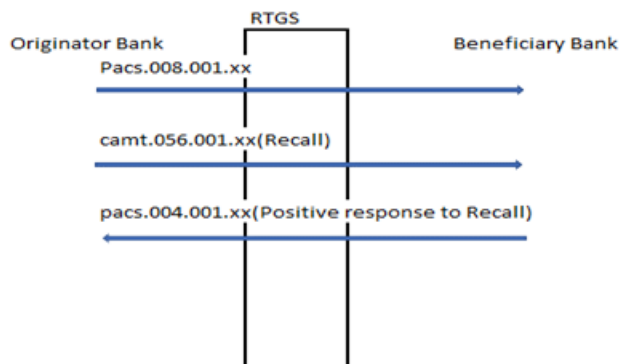 RTGS
Originator Bank
Beneficiary Bank
Pacs.008.001.xx
camt.056.001.xx(Recall)
pacs.004.001.xx(Positive response to Recall)